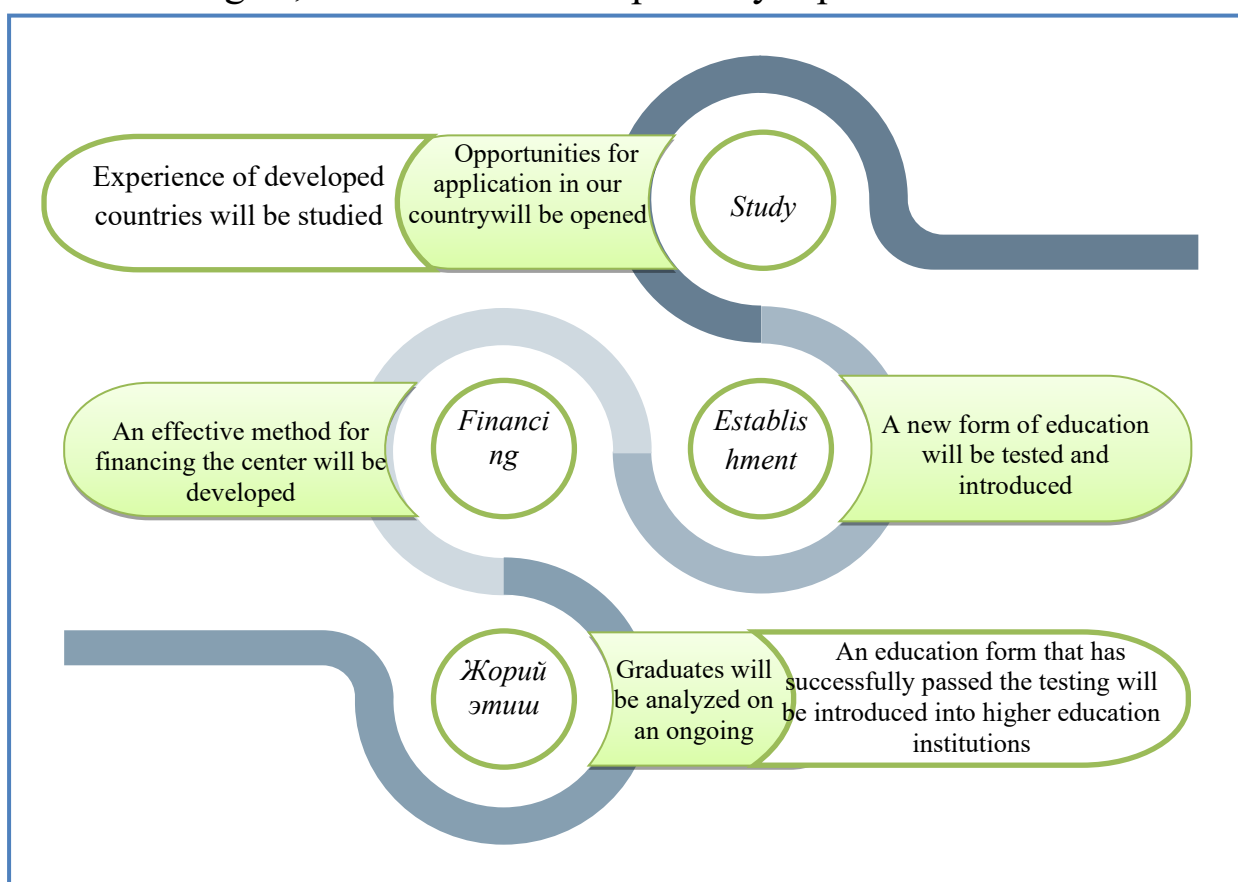 Experience of developed
countries will be studied
Opportunities for
application in our
countrywill be opened
Study
An effective method for
financing the center will be
developed
Financi
ng
Establis
hment
A new form of education
will be tested and
introduced
Жорий
этиш
Graduates will
be analyzed on
an ongoing
An education form that has
successfully passed the testing will
be introduced into higher education
institutions